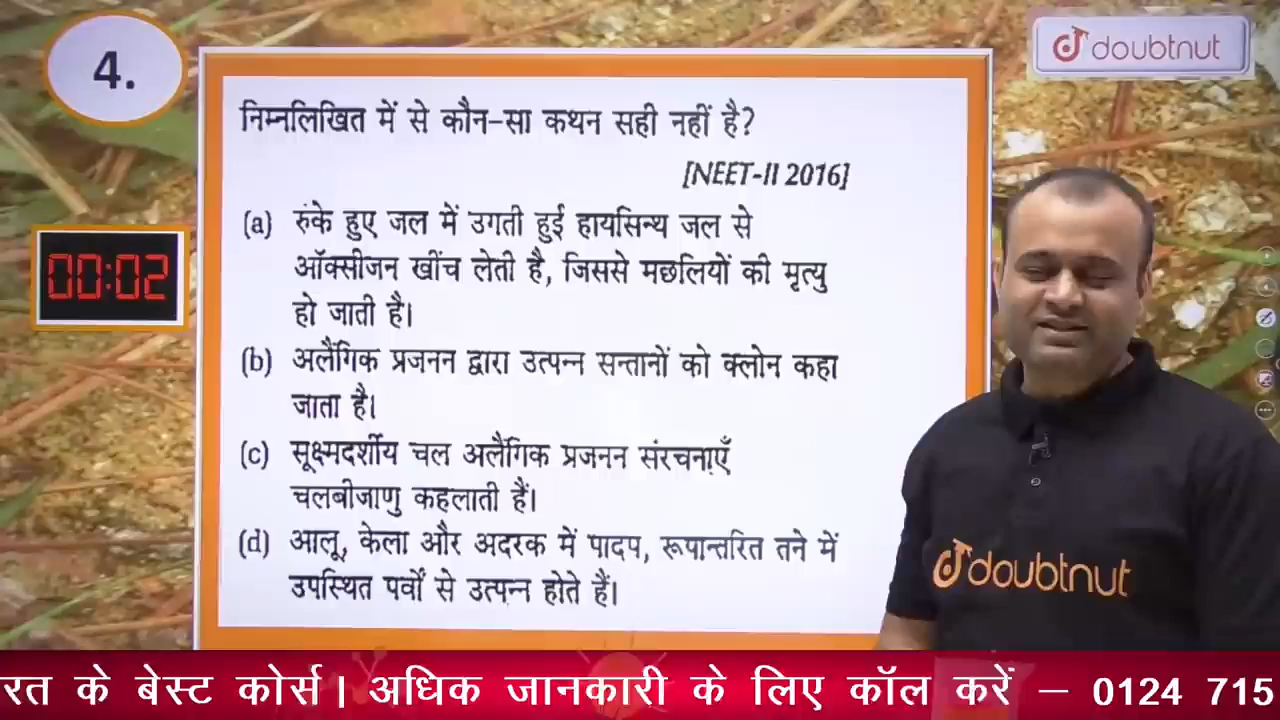 4.
doubtnut
निम्नलिखित में से कौन-सा कथन सही नहीं है?
[NEET-II 2016]
(a) रुंके हुए जल में उगती हुई हायसिन्थ जल से
ऑक्सीजन खींच लेती है, जिससे मछलियों की मृत्यु
हो जाती है।
00:02
(b) अलैंगिक प्रजनन द्वारा उत्पन्न सन्तानों को क्लोन कहा
जाता है।
(c) सूक्ष्मदर्शीय चल अलैंगिक प्रजनन संरचनाएँ
चलबीजाणु कहलाती हैं।
(d) आलू, केला और अदरक में पादप, रूपान्तरित तने में
उपस्थित पर्वों से उत्पन्न होते हैं।
doubtnut
रत के बेस्ट कोर्स। अधिक जानकारी के लिए कॉल करें – 0124 715